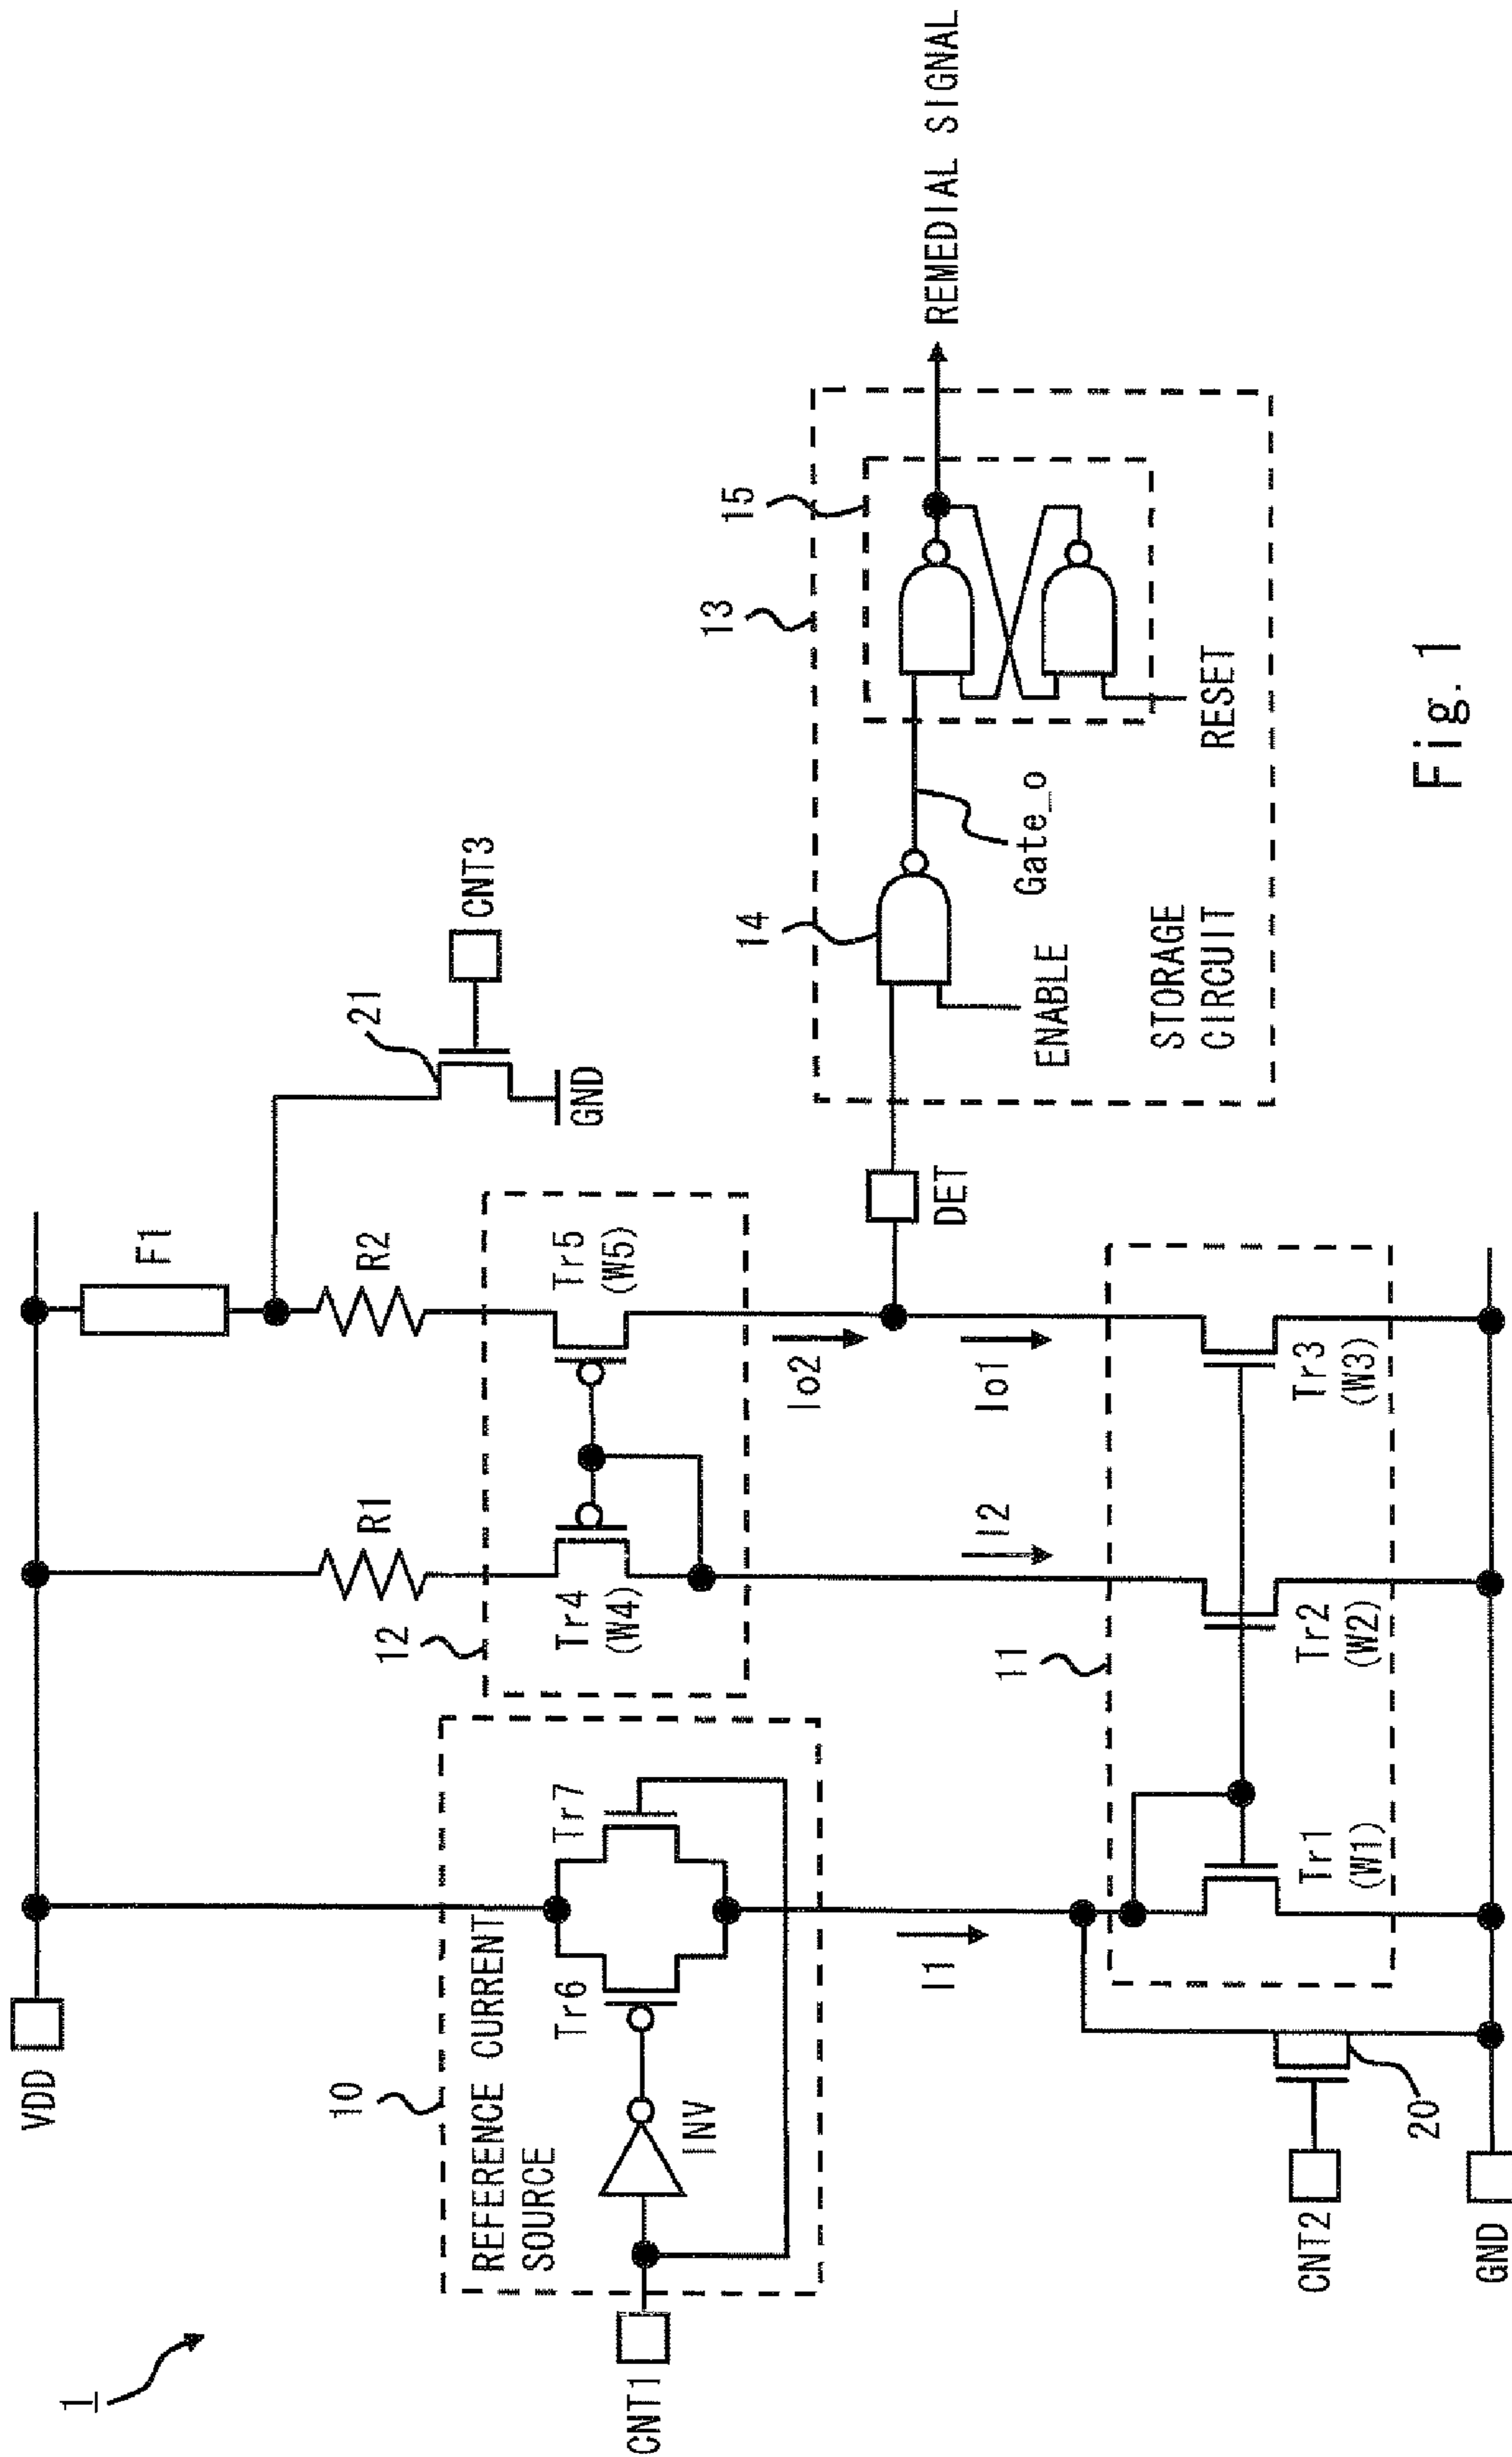 1
VDD
F1
R1
R2
CNT3
21
GND
10
REFERENCE CURRENT
SOURCE
Tr6
Tr7
INV
CNT1
12
Tr4
(W4)
Tr5
(W5)
Io2
I1
I2
Io1
DET
13
14
15
ENABLE
Gate_o
RESET
STORAGE
CIRCUIT
REMEDIAL SIGNAL
11
Tr1
(W1)
Tr2
(W2)
Tr3
(W3)
CNT2
20
GND
Fig. 1